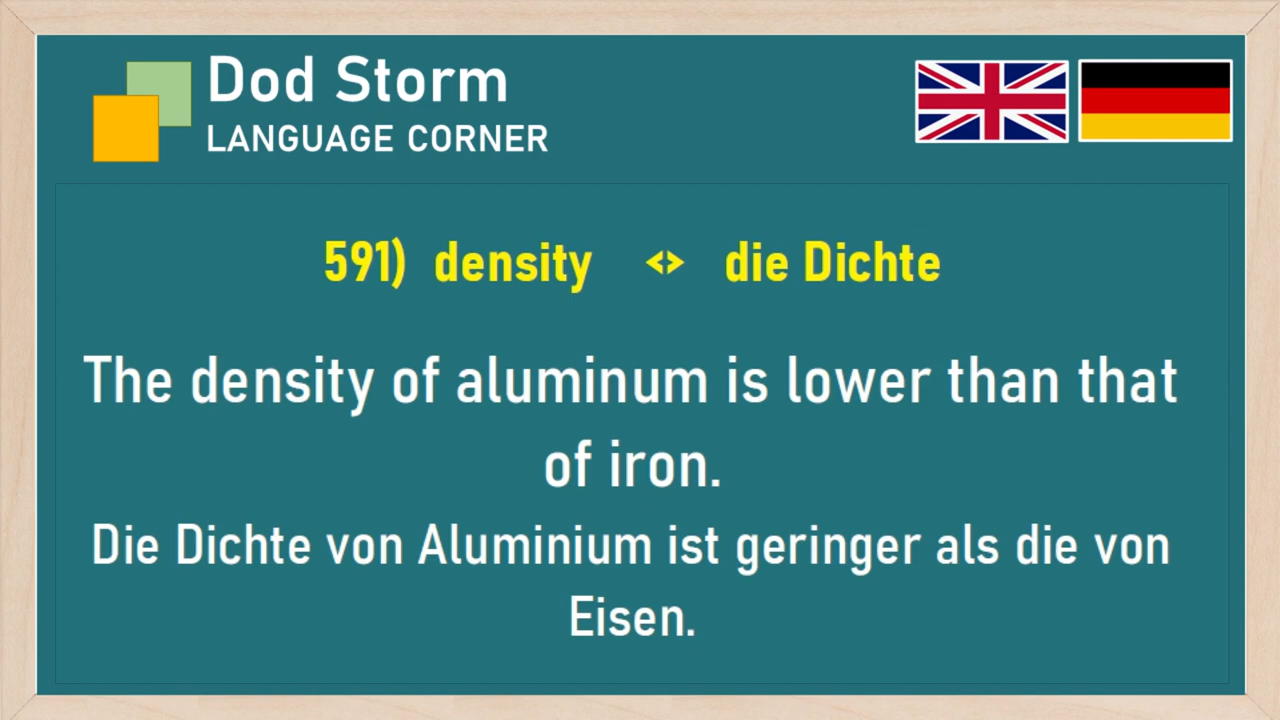 Dod Storm
LANGUAGE CORNER
591) density <> die Dichte
The density of aluminum is lower than that
of iron.
Die Dichte von Aluminium ist geringer als die von
Eisen.